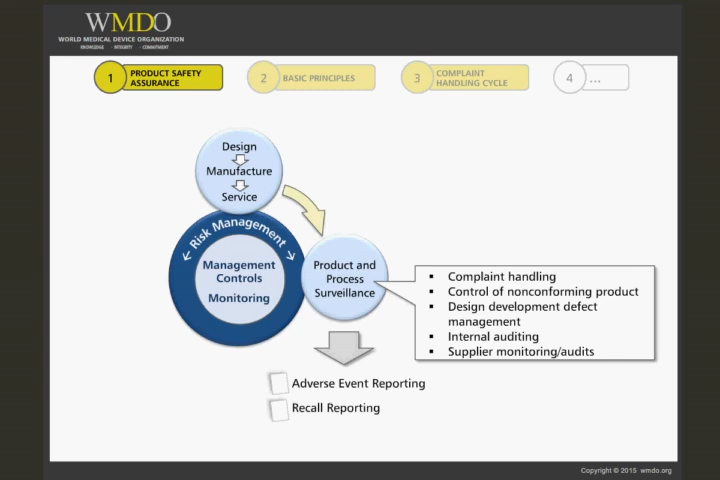 WMDO
WORLD MEDICAL DEVICE ORGANIZATION
KNOWLEDGE · INTEGRITY · COMMITMENT
1 PRODUCT SAFETY
ASSURANCE
2 BASIC PRINCIPLES
3 COMPLAINT
HANDLING CYCLE
4 ...
Design
Manufacture
Service
Risk Management
Management
Controls
Monitoring
Product and
Process
Surveillance
▪ Complaint handling
▪ Control of nonconforming product
▪ Design development defect
management
▪ Internal auditing
▪ Supplier monitoring/audits
Adverse Event Reporting
Recall Reporting
Copyright © 2015 wmdo.org